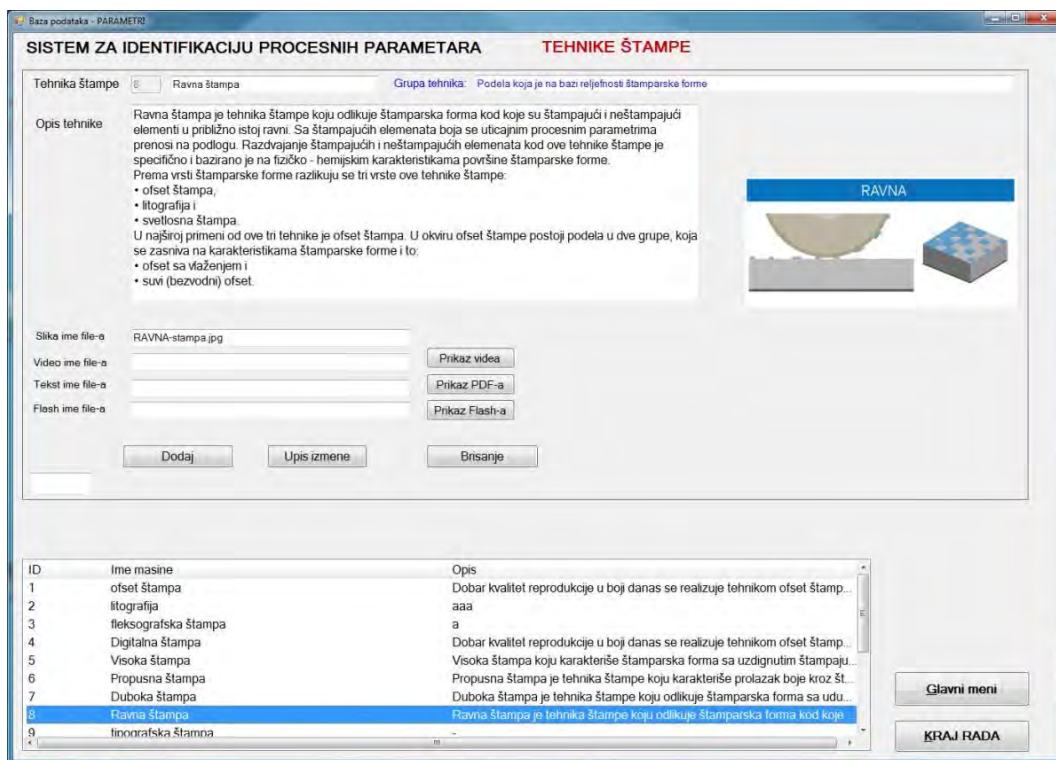 Baza podataka - PARAMETRI
SISTEM ZA IDENTIFIKACIJU PROCESNIH PARAMETARA TEHNIKE ŠTAMPE
Tehnika štampe 8 Ravna štampa Grupa tehnika: Podela koja je na bazi reljefnosti štamparske forme
Opis tehnike
Ravna štampa je tehnika štampe koju odlikuje štamparska forma kod koje su štampajući i neštampajući
elementi u približno istoj ravni. Sa štampajućih elemenata boja se uticajnim procesnim parametrima
prenosi na podlogu. Razdvajanje štampajućih i neštampajućih elemenata kod ove tehnike štampe je
specifično i bazirano je na fizičko - hemijskim karakteristikama površine štamparske forme.
Prema vrsti štamparske forme razlikuju se tri vrste ove tehnike štampe:
• ofset štampa,
• litografija i
• svetlosna štampa.
U najširoj primeni od ove tri tehnike je ofset štampa. U okviru ofset štampe postoji podela u dve grupe, koja
se zasniva na karakteristikama štamparske forme i to:
• ofset sa vlaženjem i
• suvi (bezvodni) ofset.
RAVNA
Slika ime file-a RAVNA-stampa.jpg
Video ime file-a Prikaz videa
Tekst ime file-a Prikaz PDF-a
Flash ime file-a Prikaz Flash-a
Dodaj Upis izmene Brisanje
ID Ime masine Opis
1 ofset štampa Dobar kvalitet reprodukcije u boji danas se realizuje tehnikom ofset štamp...
2 litografija aaa
3 fleksografska štampa a
4 Digitalna štampa Dobar kvalitet reprodukcije u boji danas se realizuje tehnikom ofset štamp...
5 Visoka štampa Visoka štampa koju karakteriše štamparska forma sa uzdignutim štampaju...
6 Propusna štampa Propusna štampa je tehnika štampe koju karakteriše prolazak boje kroz št...
7 Duboka štampa Duboka štampa je tehnika štampe koju odlikuje štamparska forma sa udu...
8 Ravna štampa Ravna štampa je tehnika štampe koju odlikuje štamparska forma kod koje
9 tipografska štampa -
Glavni meni
KRAJ RADA